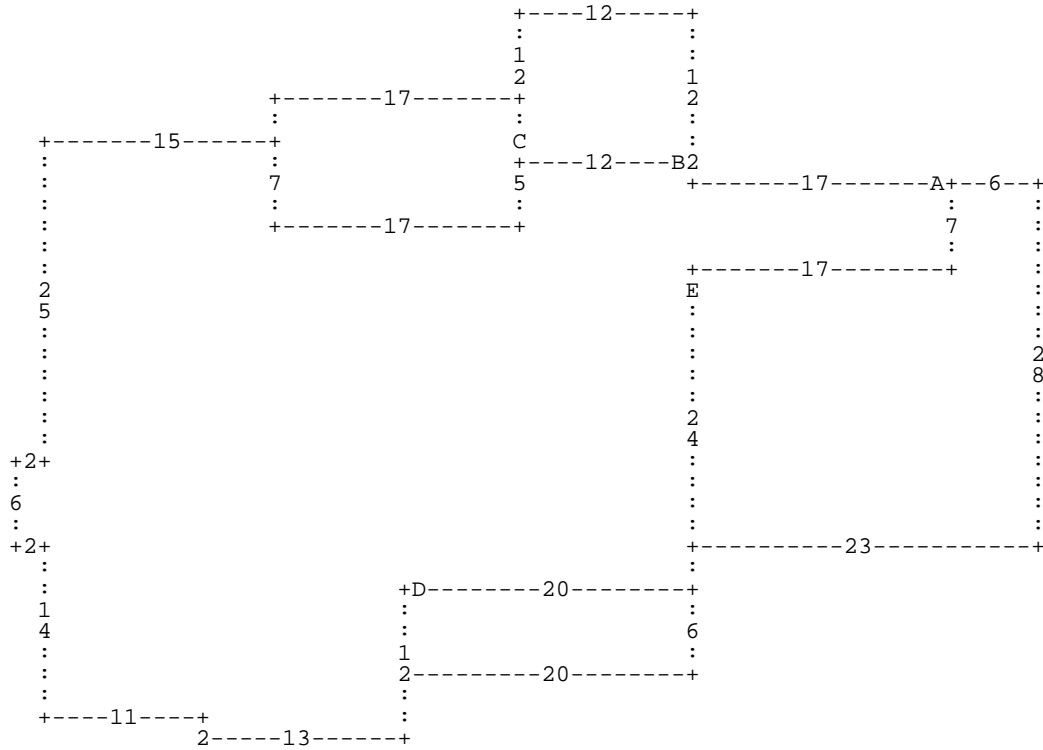 +----12-----+
                                   :           :
                                   1           :
                                   2           1
                  +-------17-------+           2
                  :                :           :
  +-------15------+                C           :
  :               :                +----12----B2
  :               7                5           +-------17-------A+--6--+
  :               :                :                             :     :
  :               +-------17-------+                             7     :
  :                                                              :     :
  :                                            +-------17--------+     :
  2                                            E                       :
  5                                            :                       :
  :                                            :                       :
  :                                            :                       2
  :                                            :                       8
  :                                            :                       :
  :                                            2                       :
  :                                            4                       :
+2+                                            :                       :
:                                              :                       :
6                                              :                       :
:                                              :                       :
+2+                                            +----------23-----------+
  :                                            :
  :                        +D--------20--------+
  1                        :                   :
  4                        :                   6
  :                        1                   :
  :                        2---------20--------+
  :                        :
  +----11----+             :
             2-----13------+